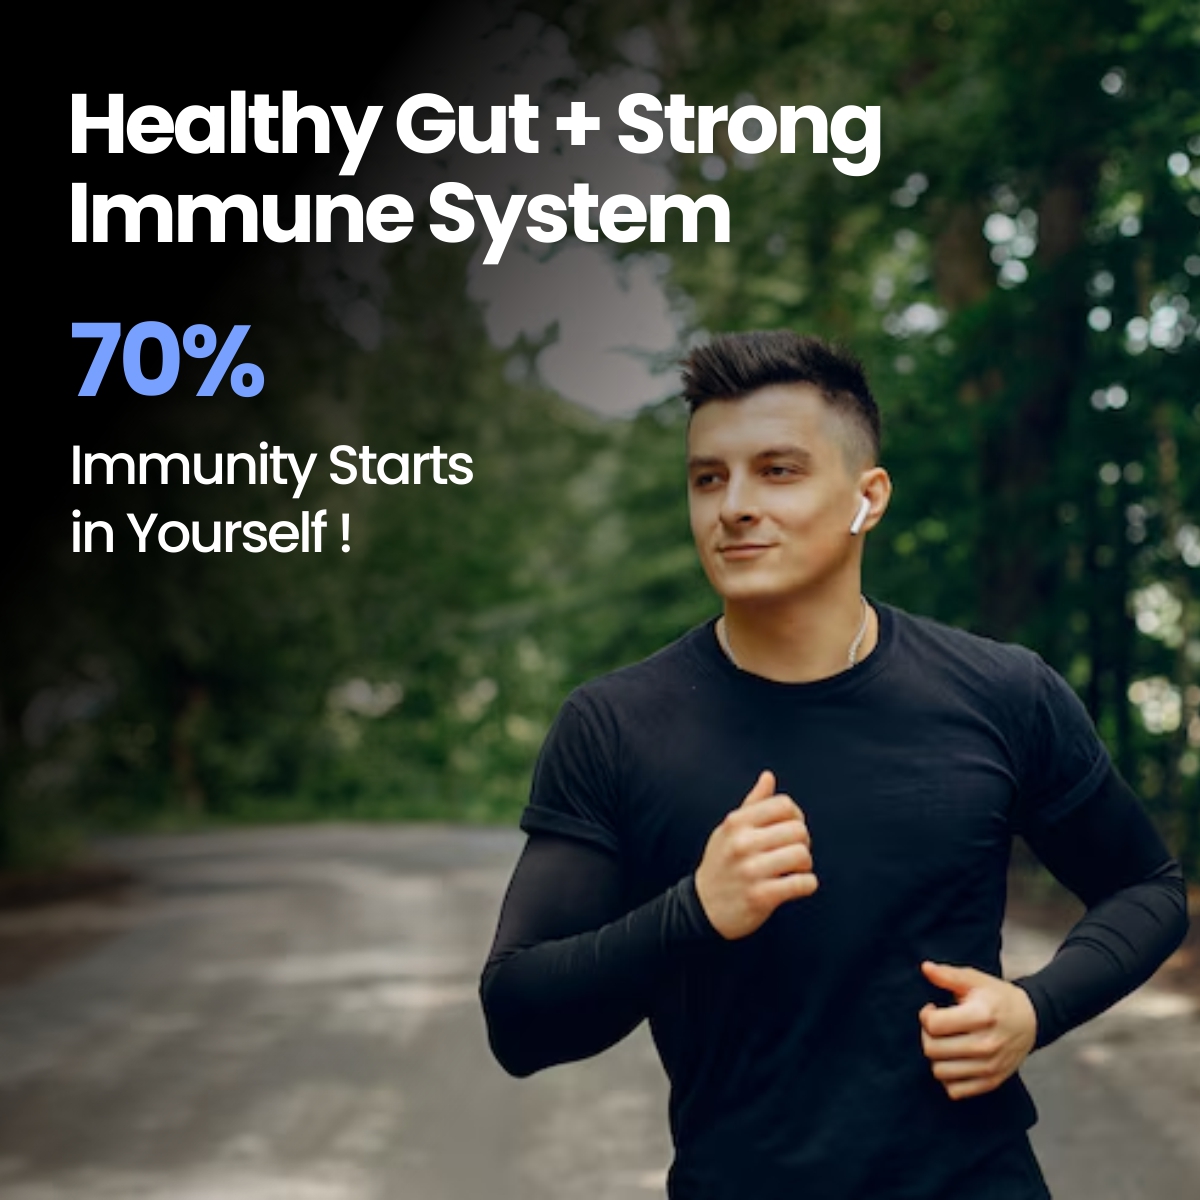 Healthy Gut + Strong
Immune System
70%
Immunity Starts
in Yourself !